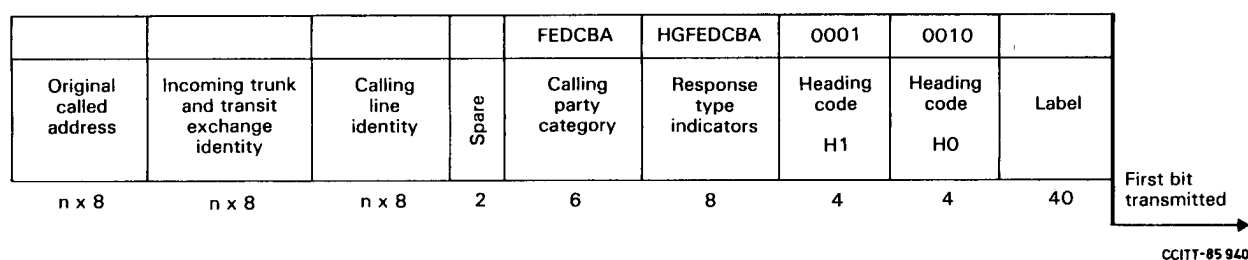 FEDCBA HGFEDCBA 0001 0010
Original called address
Incoming trunk and transit exchange identity
Calling line identity
Spare
Calling party category
Response type indicators
Heading code H1
Heading code H0
Label
n x 8 n x 8 n x 8 2 6 8 4 4 40
First bit transmitted
CCITT-85 940